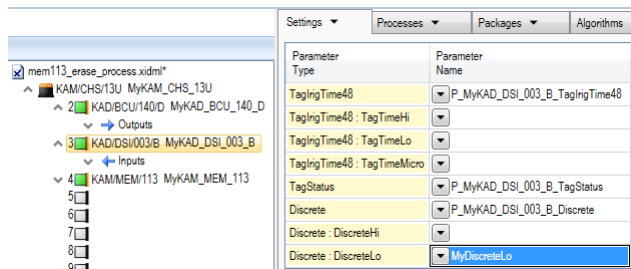 Settings Processes Packages Algorithms
mem113_erase_process.xidml*
KAM/CHS/13U MyKAM_CHS_13U
2 KAD/BCU/140/D MyKAD_BCU_140_D
Outputs
3 KAD/DSI/003/B MyKAD_DSI_003_B
Inputs
4 KAM/MEM/113 MyKAM_MEM_113
5
6
7
8
9
Parameter Type
Parameter Name
TagIrigTime48 P_MyKAD_DSI_003_B_TagIrigTime48
TagIrigTime48 : TagTimeHi
TagIrigTime48 : TagTimeLo
TagIrigTime48 : TagTimeMicro
TagStatus P_MyKAD_DSI_003_B_TagStatus
Discrete P_MyKAD_DSI_003_B_Discrete
Discrete : DiscreteHi
Discrete : DiscreteLo MyDiscreteLo